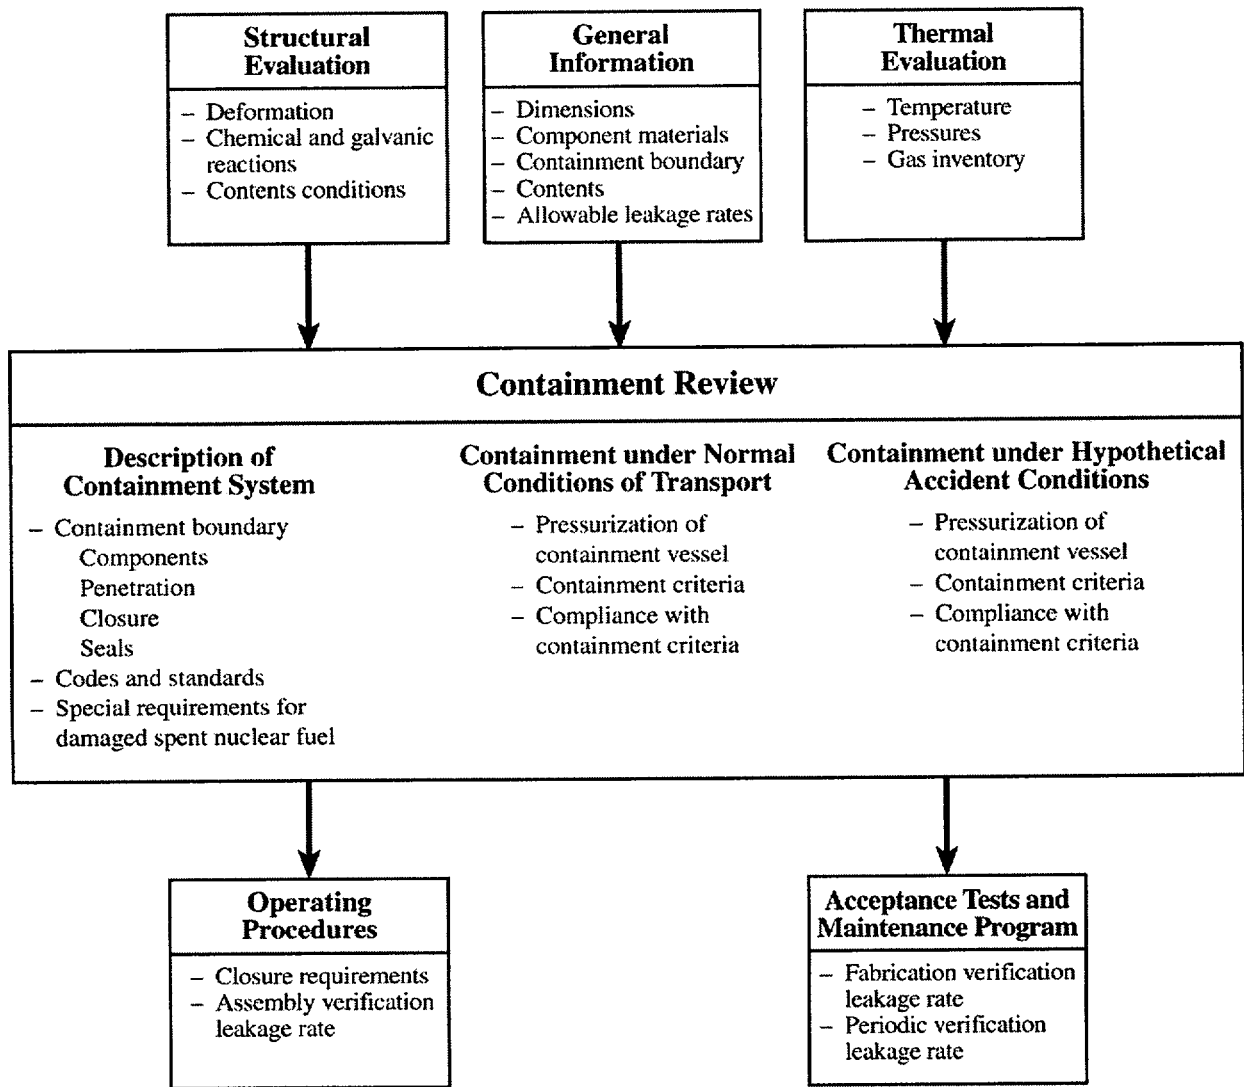 Structural
Evaluation
– Deformation
– Chemical and galvanic
reactions
– Contents conditions
General
Information
– Dimensions
– Component materials
– Containment boundary
– Contents
– Allowable leakage rates
Thermal
Evaluation
– Temperature
– Pressures
– Gas inventory
Containment Review
Description of
Containment System
– Containment boundary
Components
Penetration
Closure
Seals
– Codes and standards
– Special requirements for
damaged spent nuclear fuel
Containment under Normal
Conditions of Transport
– Pressurization of
containment vessel
– Containment criteria
– Compliance with
containment criteria
Containment under Hypothetical
Accident Conditions
– Pressurization of
containment vessel
– Containment criteria
– Compliance with
containment criteria
Operating
Procedures
– Closure requirements
– Assembly verification
leakage rate
Acceptance Tests and
Maintenance Program
– Fabrication verification
leakage rate
– Periodic verification
leakage rate